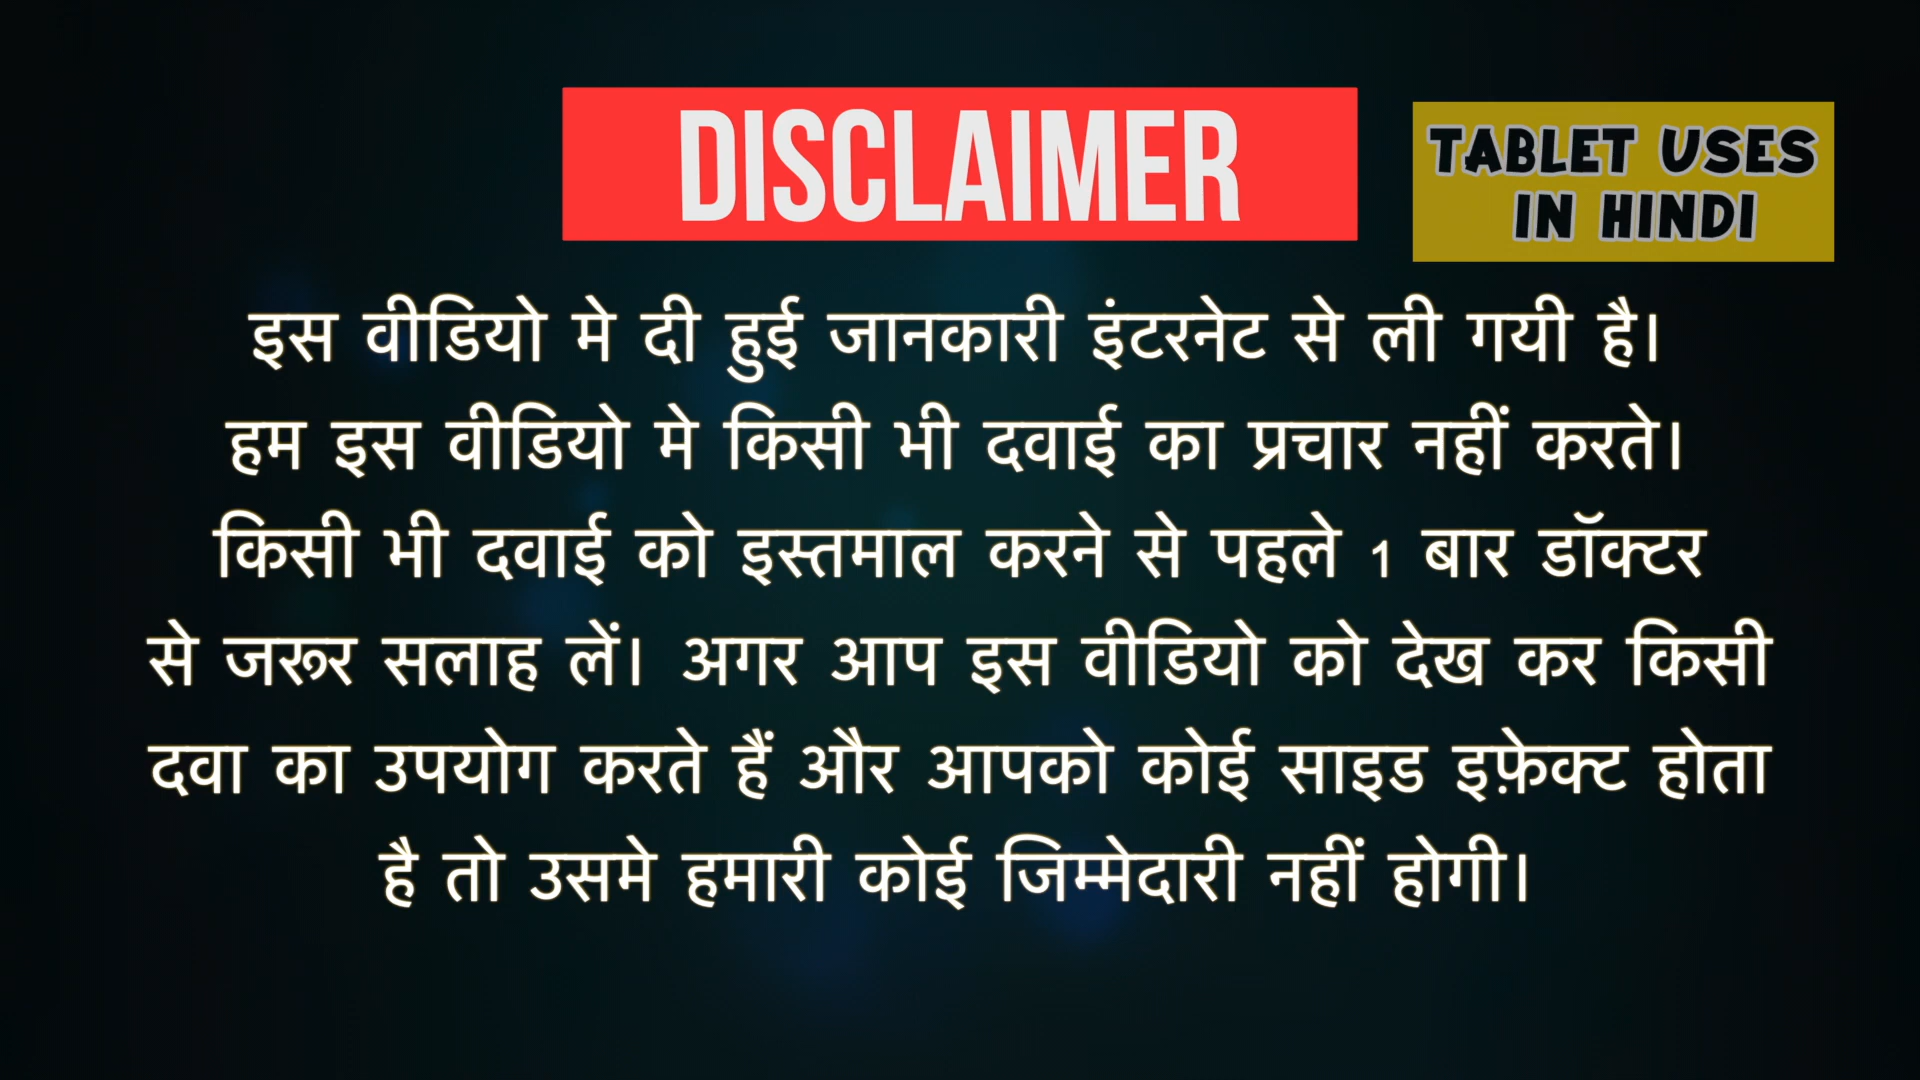 DISCLAIMER
TABLET USES
IN HINDI
इस वीडियो मे दी हुई जानकारी इंटरनेट से ली गयी है।
हम इस वीडियो मे किसी भी दवाई का प्रचार नहीं करते।
किसी भी दवाई को इस्तमाल करने से पहले 1 बार डॉक्टर
से जरूर सलाह लें। अगर आप इस वीडियो को देख कर किसी
दवा का उपयोग करते हैं और आपको कोई साइड इफ़ेक्ट होता
है तो उसमे हमारी कोई जिम्मेदारी नहीं होगी।